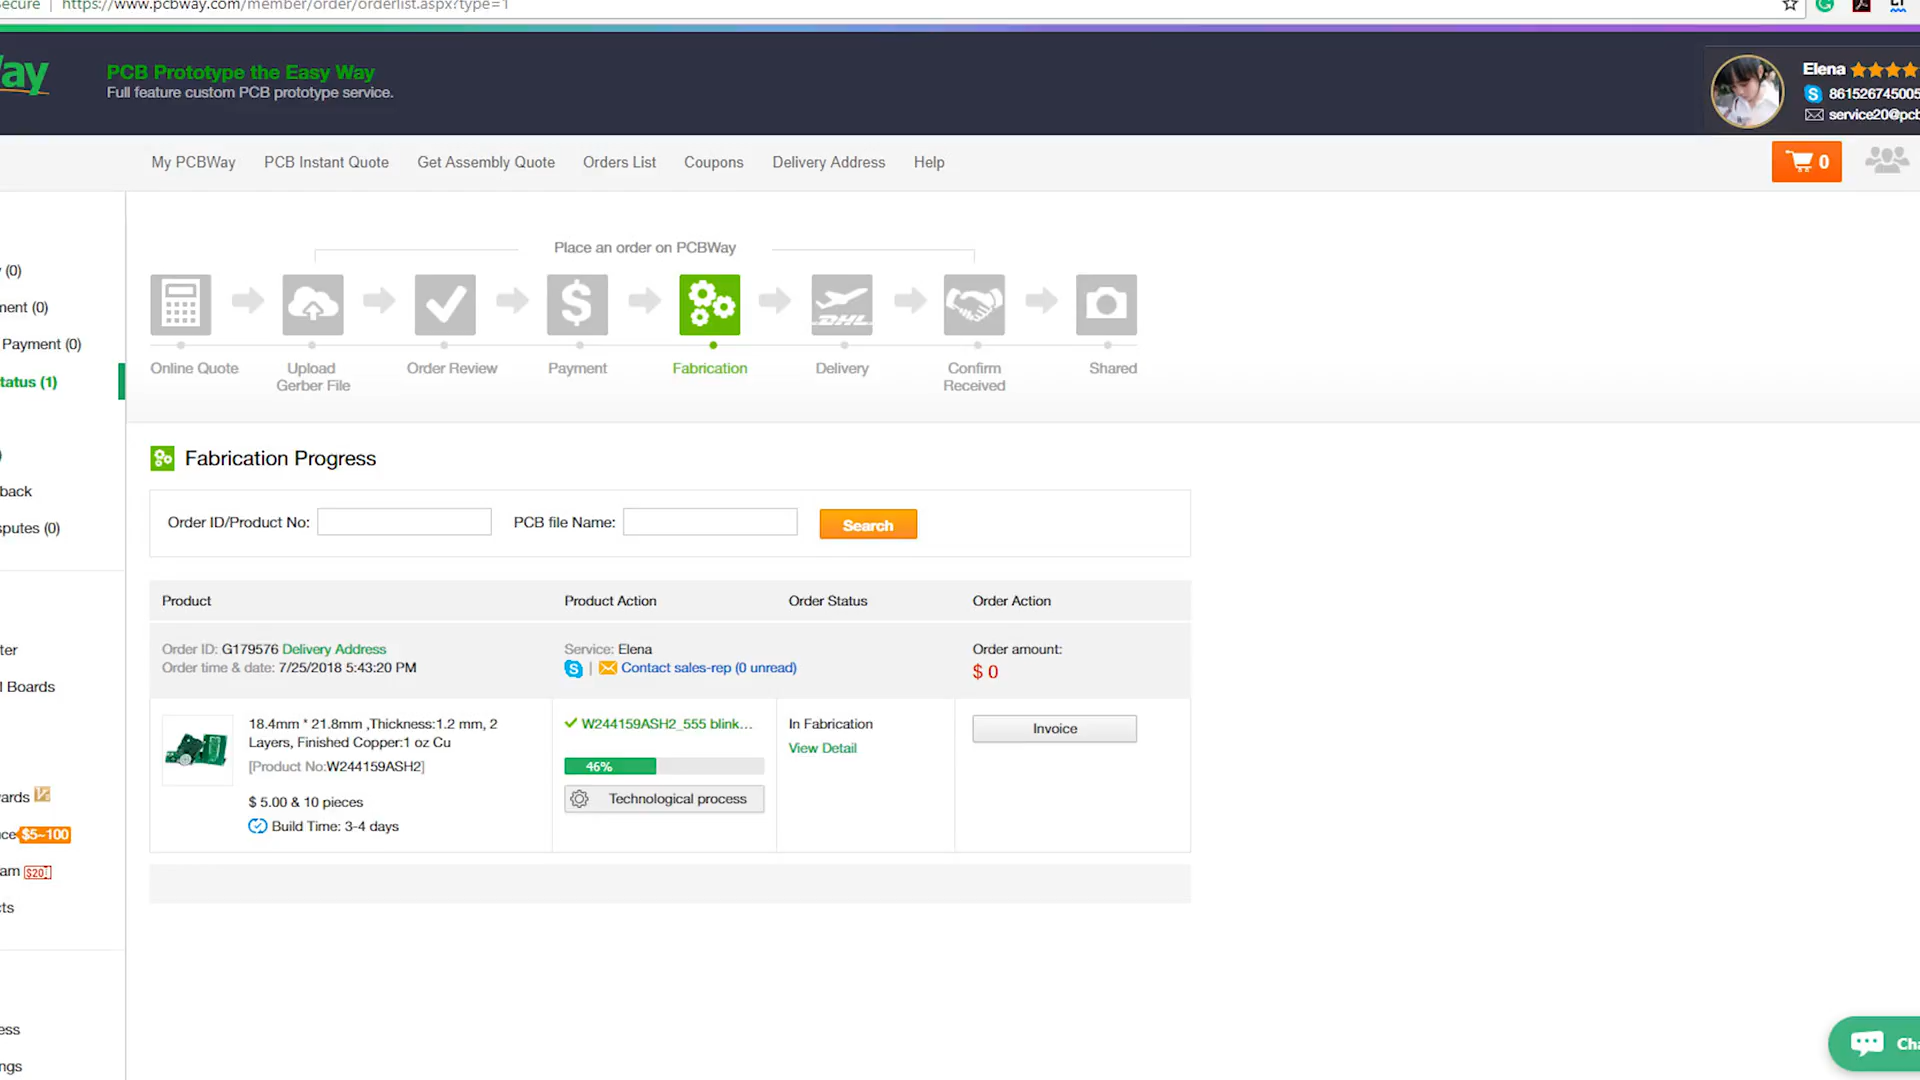 ecure | https://www.pcbway.com/member/order/orderlist.aspx?type=1
ay
PCB Prototype the Easy Way
Full feature custom PCB prototype service.
Elena
861526745005
service20@pcb
My PCBWay PCB Instant Quote Get Assembly Quote Orders List Coupons Delivery Address Help
0
Place an order on PCBWay
DHL
Online Quote
Upload Gerber File
Order Review
Payment
Fabrication
Delivery
Confirm Received
Shared
(0)
ment (0)
Payment (0)
tatus (1)
back
sputes (0)
ter
l Boards
ards
ce $5~100
am $20
ts
ess
ngs
Fabrication Progress
Order ID/Product No: PCB file Name: Search
Product Product Action Order Status Order Action
Order ID: G179576 Delivery Address
Order time & date: 7/25/2018 5:43:20 PM
Service: Elena
| Contact sales-rep (0 unread)
Order amount:
$ 0
18.4mm * 21.8mm ,Thickness:1.2 mm, 2
Layers, Finished Copper:1 oz Cu
[Product No:W244159ASH2]
$ 5.00 & 10 pieces
Build Time: 3-4 days
W244159ASH2_555 blink...
46%
Technological process
In Fabrication
View Detail
Invoice
Cha